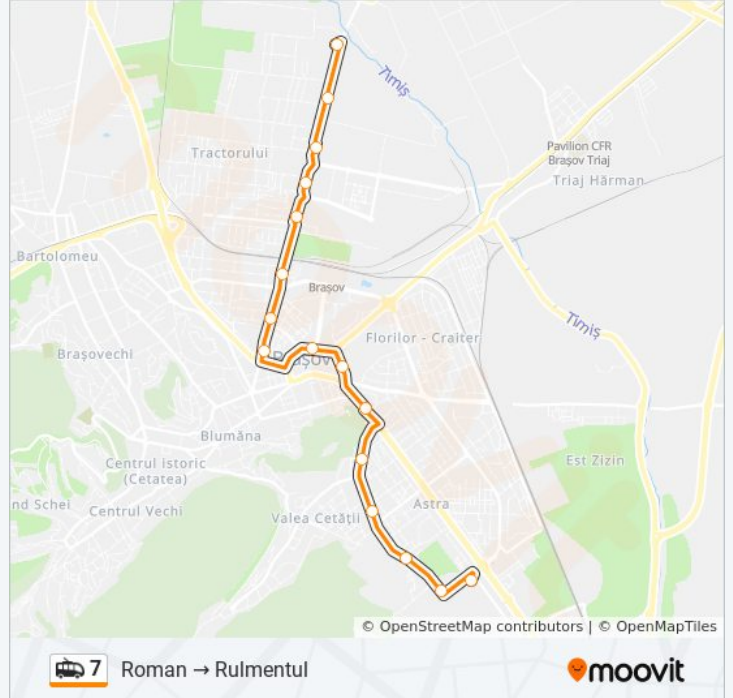 Timiș
Tractorului
Pavilion CFR
Brașov Triaj
Triaj Hărman
Bartolomeu
Brașov
Timiș
Florilor - Craiter
Brașovechi
Brașov
Blumăna
Centrul istoric
(Cetatea)
Est Zizin
nd Schei
Centrul Vechi
Astra
Valea Cetății
© OpenStreetMap contributors | © OpenMapTiles
7 Roman → Rulmentul
moovit